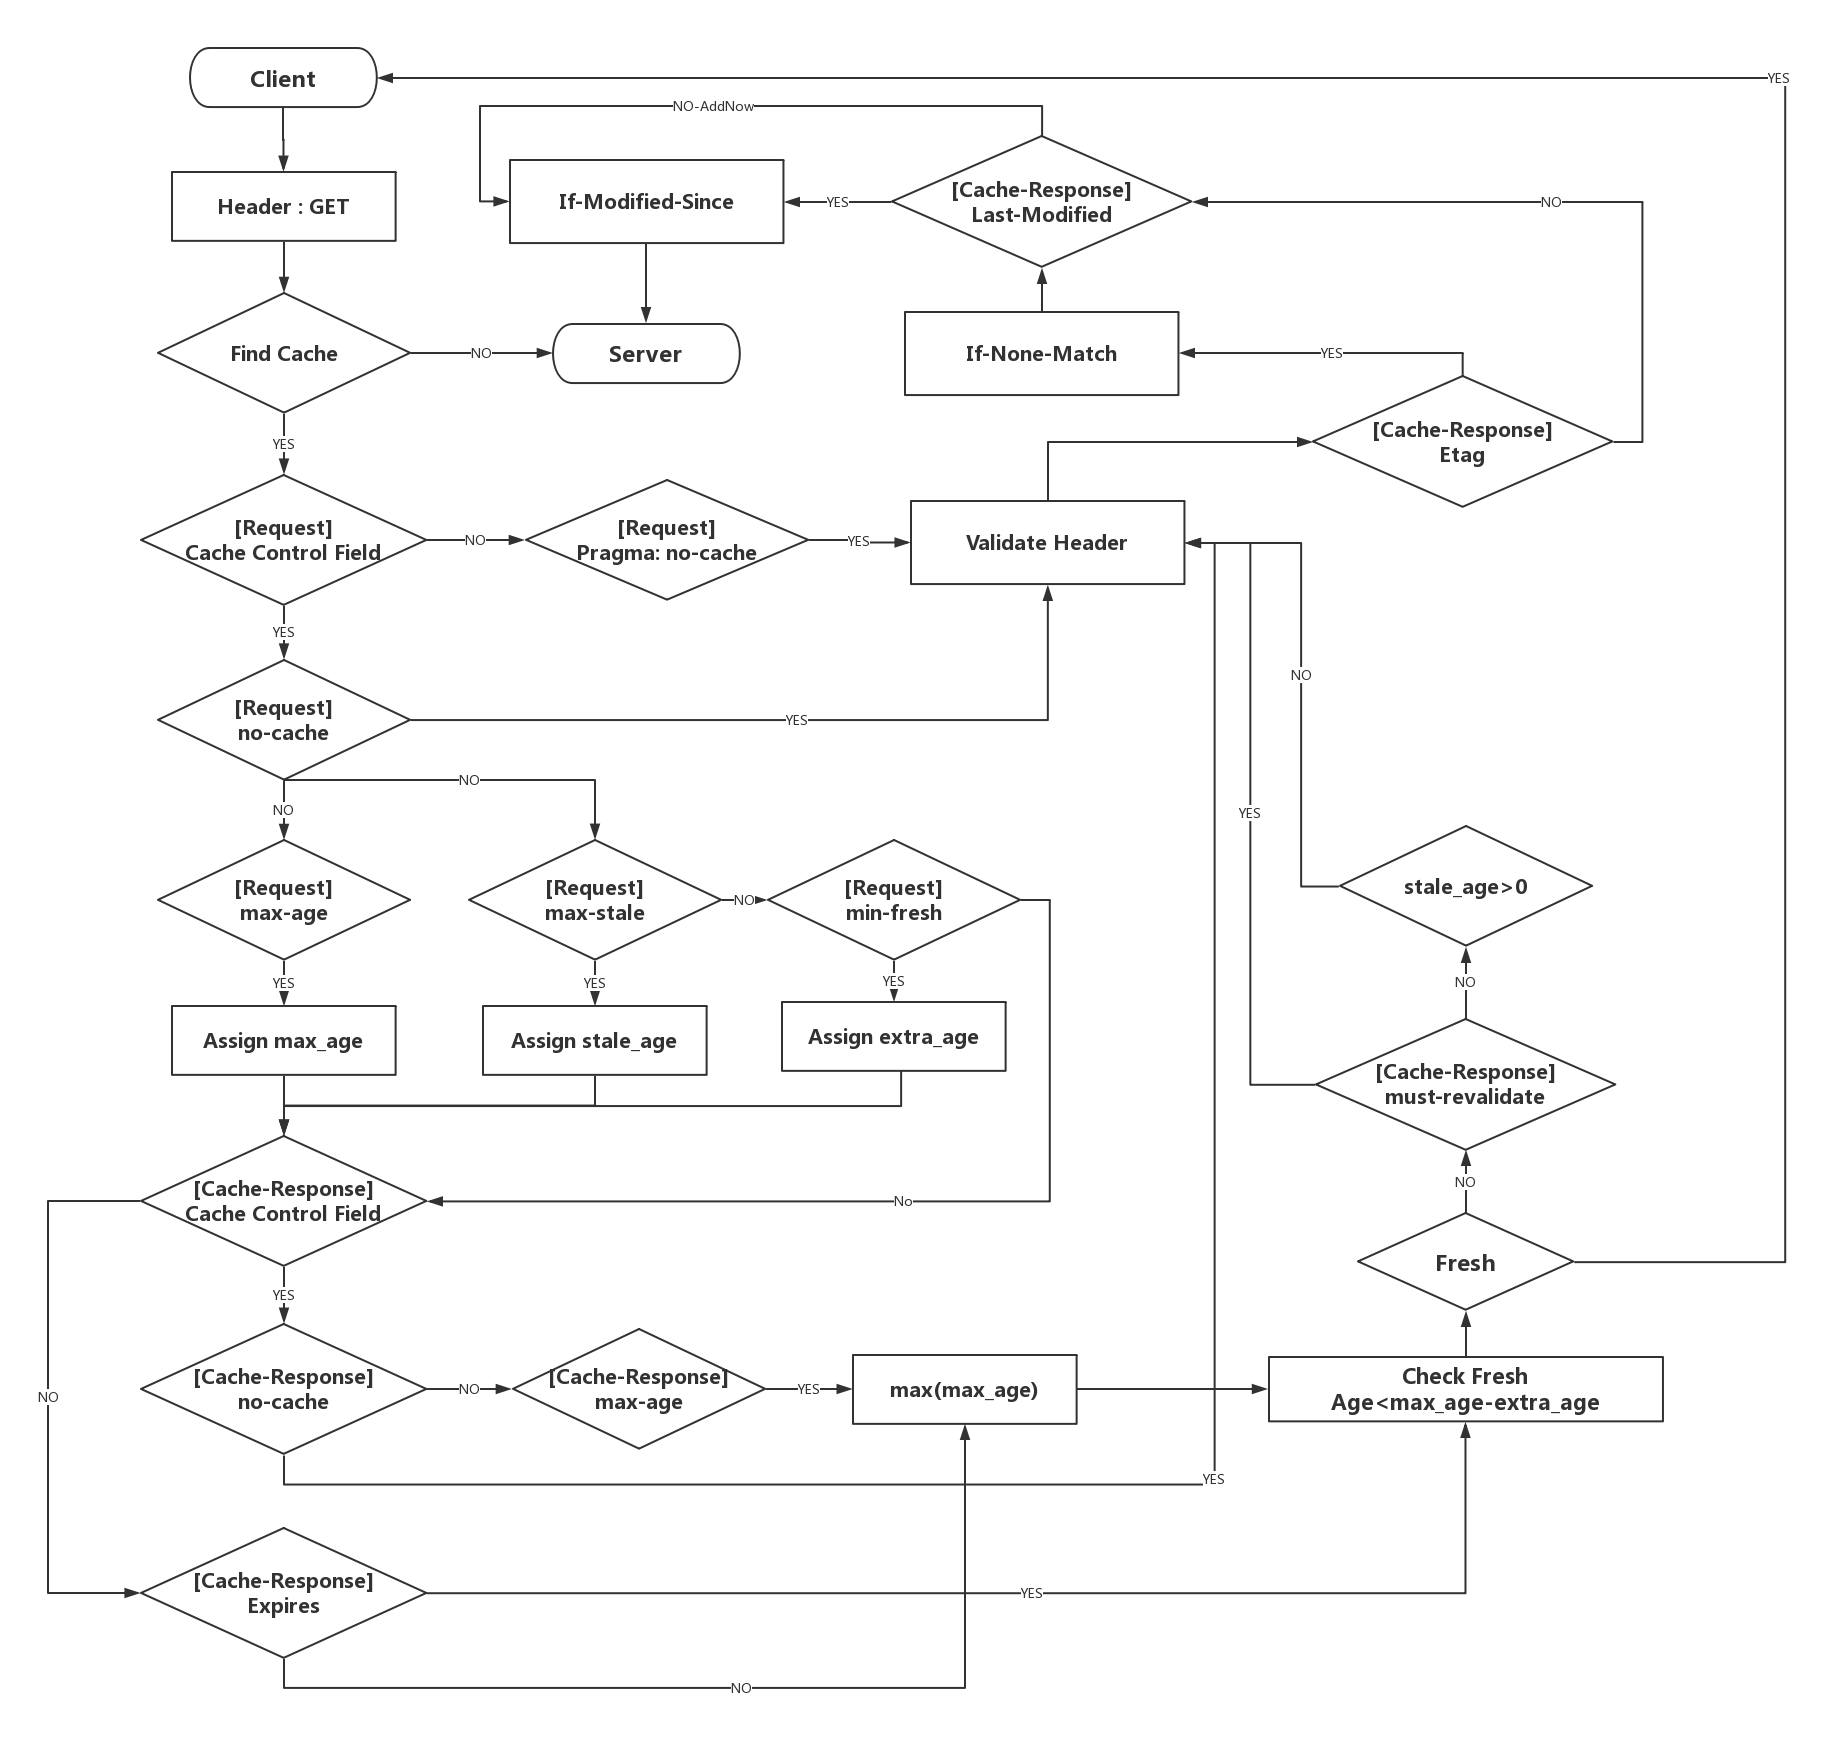 Client
YES
NO-AddNow
Header : GET
If-Modified-Since
YES
[Cache-Response]
Last-Modified
NO
Find Cache
NO
Server
If-None-Match
YES
YES
[Cache-Response]
Etag
[Request]
Cache Control Field
NO
[Request]
Pragma: no-cache
YES
Validate Header
YES
[Request]
no-cache
YES
NO
NO
NO
YES
[Request]
max-age
[Request]
max-stale
NO
[Request]
min-fresh
stale_age>0
YES
YES
YES
NO
Assign max_age
Assign stale_age
Assign extra_age
[Cache-Response]
must-revalidate
NO
[Cache-Response]
Cache Control Field
No
Fresh
YES
[Cache-Response]
no-cache
NO
[Cache-Response]
max-age
YES
max(max_age)
Check Fresh
Age<max_age-extra_age
NO
YES
[Cache-Response]
Expires
YES
NO